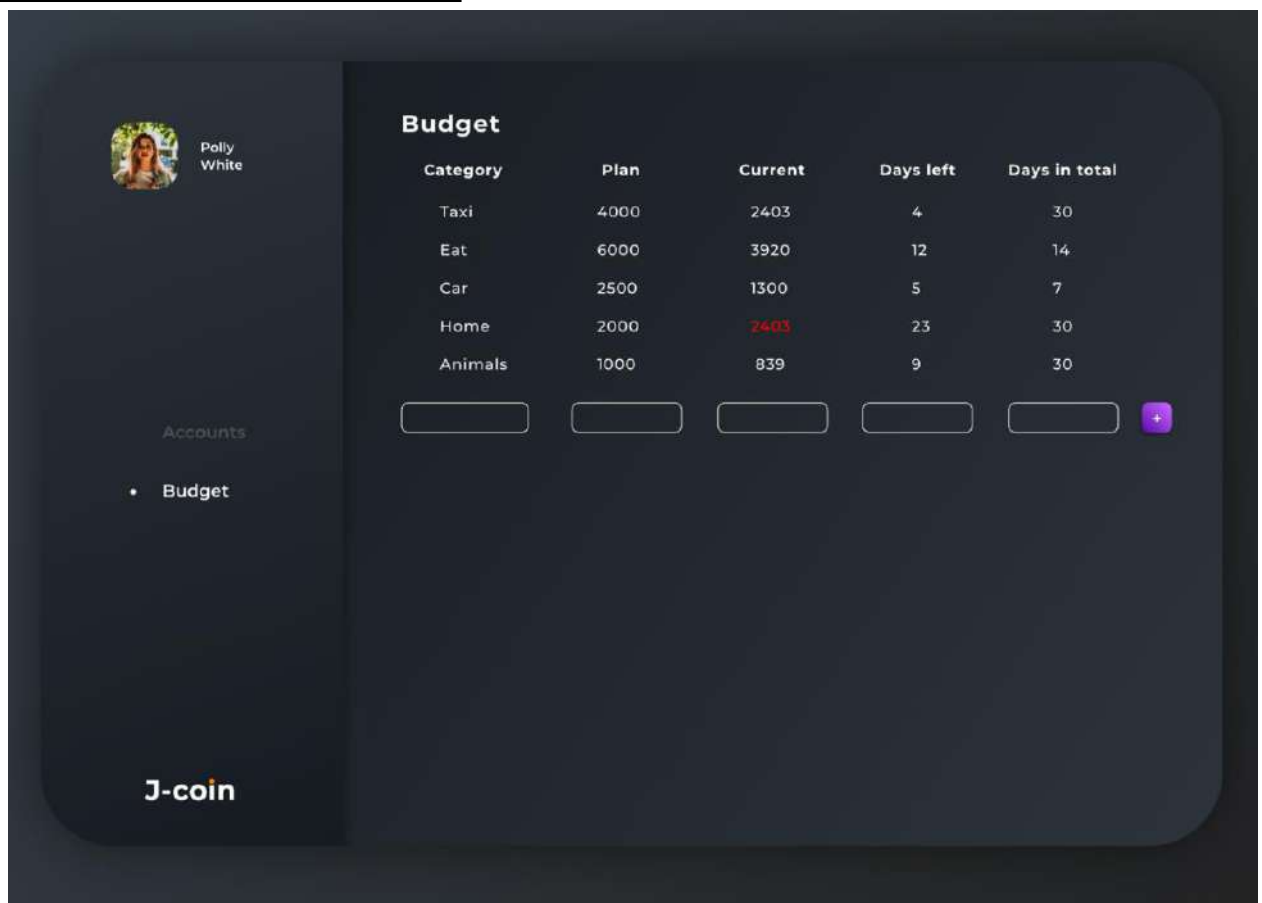 Polly
White
Budget
Category Plan Current Days left Days in total
Taxi 4000 2403 4 30
Eat 6000 3920 12 14
Car 2500 1300 5 7
Home 2000 2403 23 30
Animals 1000 839 9 30
+
Accounts
• Budget
J-coin